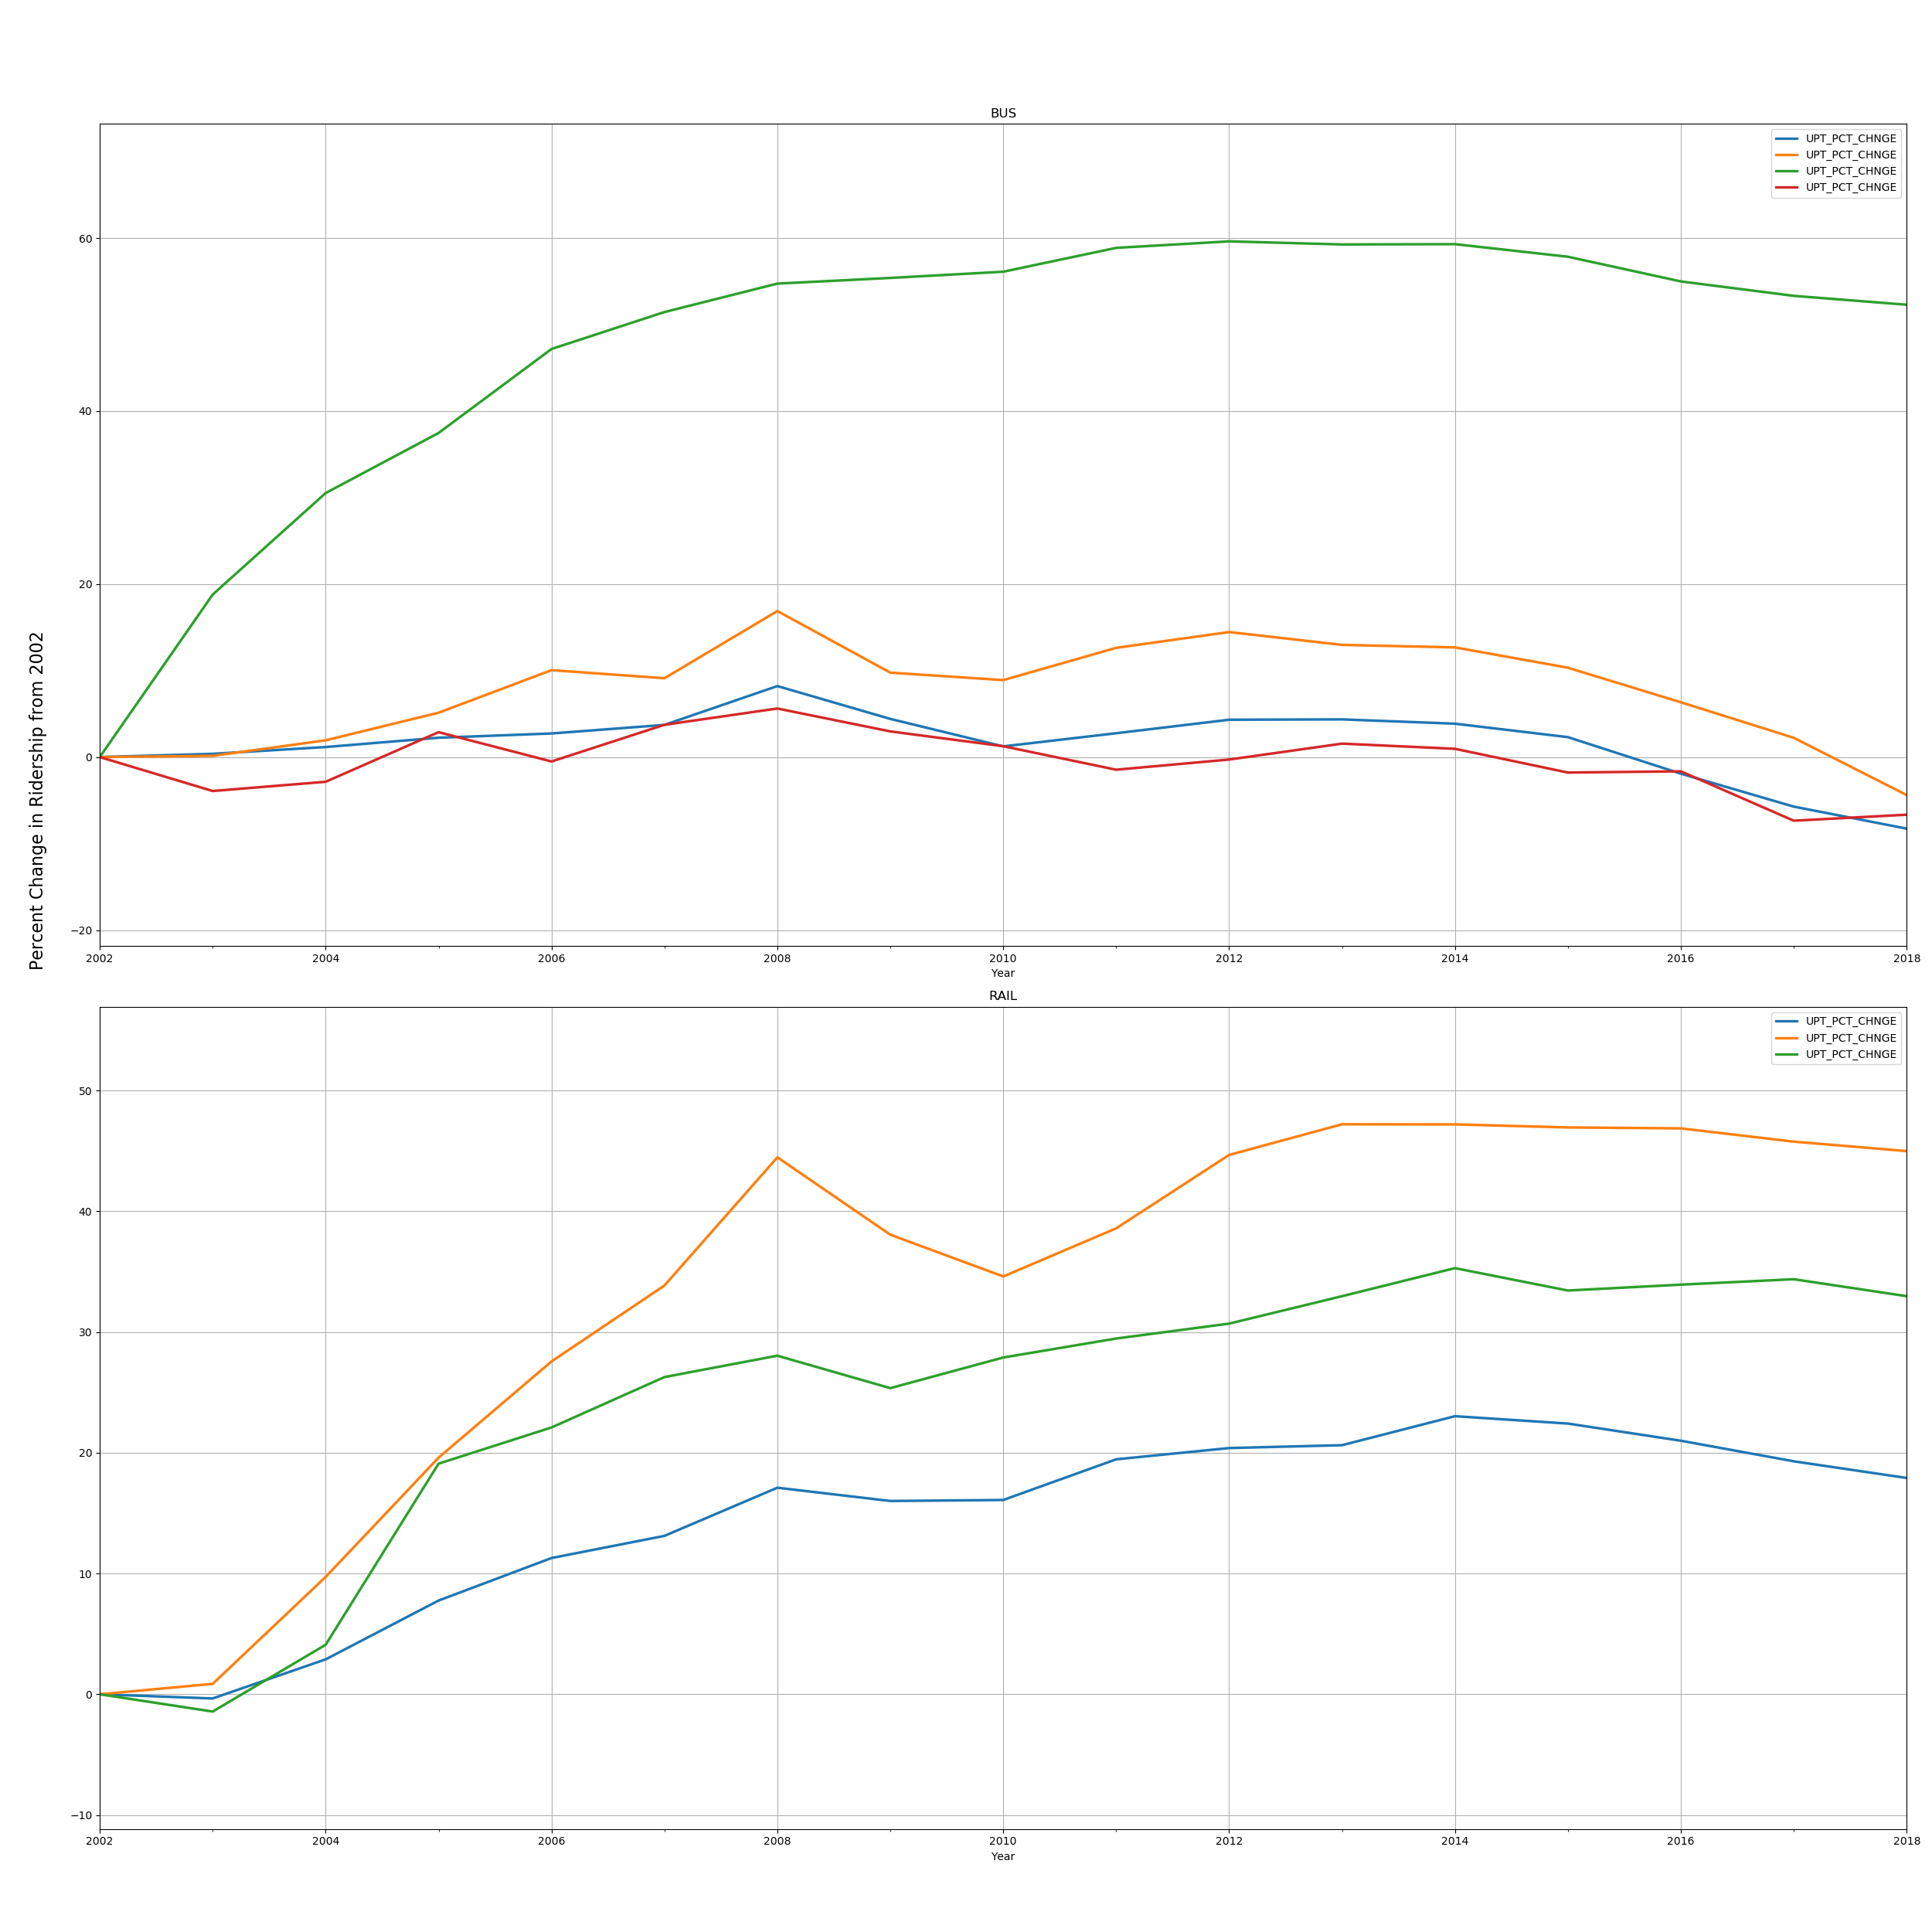 Percent Change in Ridership from 2002
BUS
UPT_PCT_CHNGE
UPT_PCT_CHNGE
UPT_PCT_CHNGE
UPT_PCT_CHNGE
60
40
20
0
−20
2002 2004 2006 2008 2010 2012 2014 2016 2018
Year
RAIL
UPT_PCT_CHNGE
UPT_PCT_CHNGE
UPT_PCT_CHNGE
50
40
30
20
10
0
−10
2002 2004 2006 2008 2010 2012 2014 2016 2018
Year